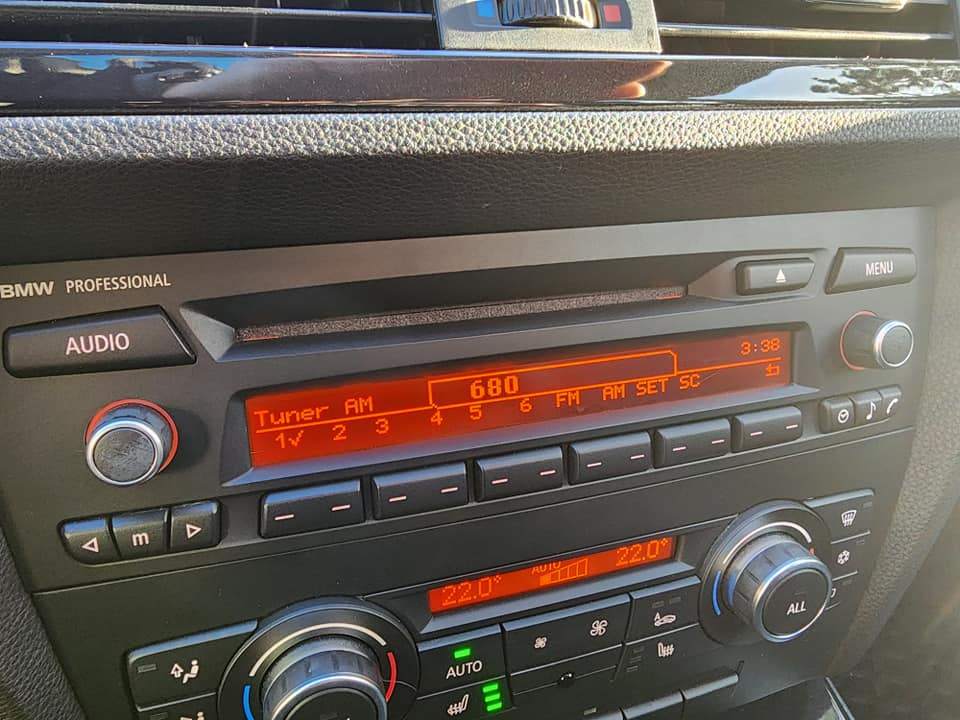 BMW PROFESSIONAL
MENU
AUDIO
Tuner AM 680 3:38
1✓ 2 3 4 5 6 FM AM SET SC
m
22.0° AUTO 22.0°
ALL
AUTO
ALL